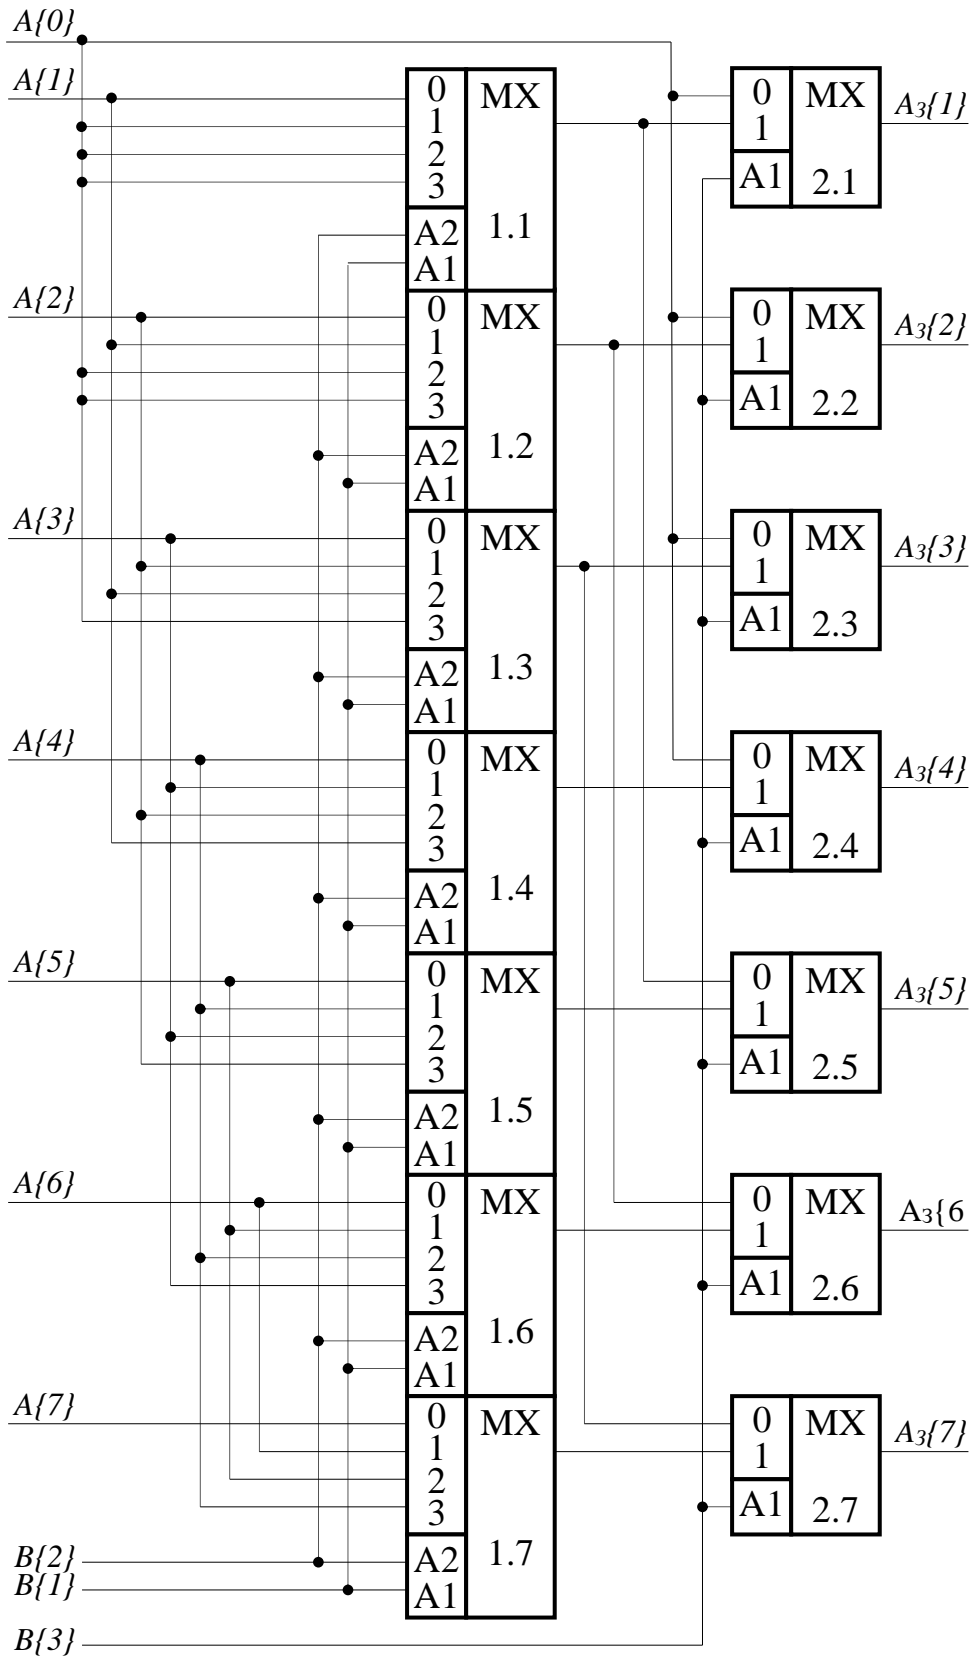 A{0}
A{1}
0
1
2
3
A2
A1
MX
1.1
0
1
A1
MX
2.1
A3{1}
A{2}
0
1
2
3
A2
A1
MX
1.2
0
1
A1
MX
2.2
A3{2}
A{3}
0
1
2
3
A2
A1
MX
1.3
0
1
A1
MX
2.3
A3{3}
A{4}
0
1
2
3
A2
A1
MX
1.4
0
1
A1
MX
2.4
A3{4}
A{5}
0
1
2
3
A2
A1
MX
1.5
0
1
A1
MX
2.5
A3{5}
A{6}
0
1
2
3
A2
A1
MX
1.6
0
1
A1
MX
2.6
A3{6
A{7}
0
1
2
3
A2
A1
MX
1.7
0
1
A1
MX
2.7
A3{7}
B{2}
B{1}
B{3}